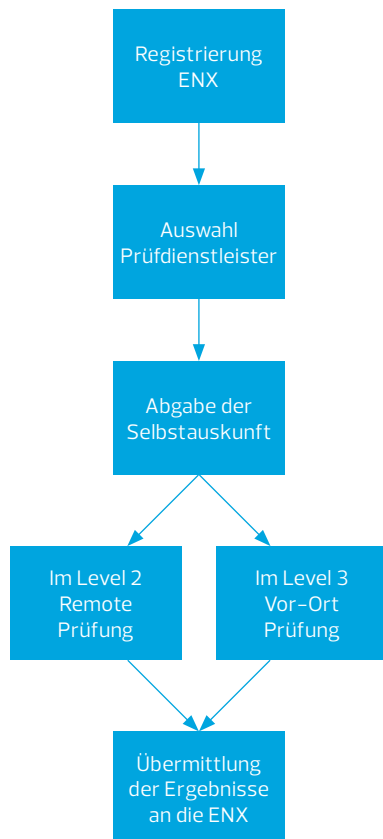 Registrierung
ENX
Auswahl
Prüfdienstleister
Abgabe der
Selbstauskunft
Im Level 2
Remote
Prüfung
Im Level 3
Vor-Ort
Prüfung
Übermittlung
der Ergebnisse
an die ENX